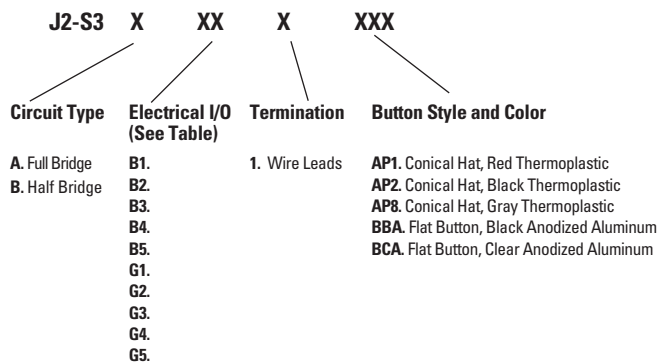 J2-S3 X XX X XXX
Circuit Type
A. Full Bridge
B. Half Bridge
Electrical I/O
(See Table)
B1.
B2.
B3.
B4.
B5.
G1.
G2.
G3.
G4.
G5.
Termination
1. Wire Leads
Button Style and Color
AP1. Conical Hat, Red Thermoplastic
AP2. Conical Hat, Black Thermoplastic
AP8. Conical Hat, Gray Thermoplastic
BBA. Flat Button, Black Anodized Aluminum
BCA. Flat Button, Clear Anodized Aluminum